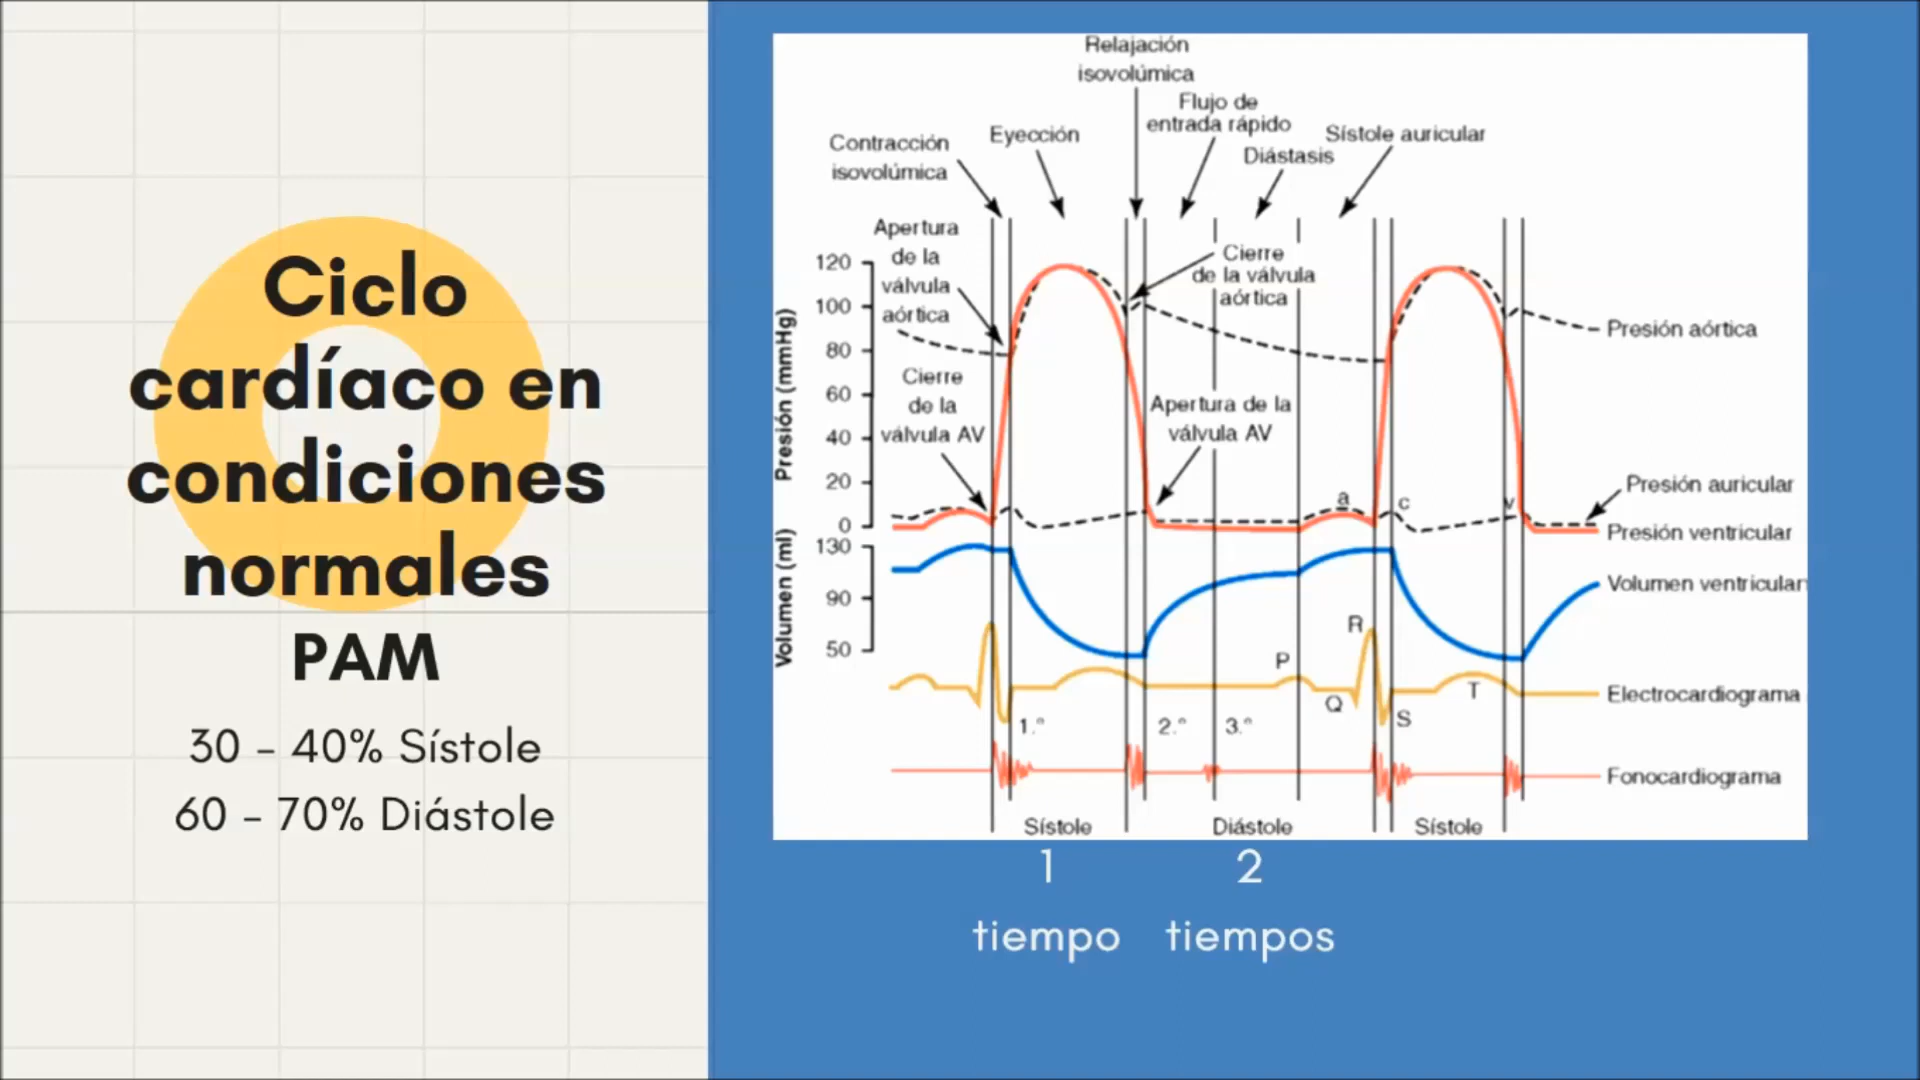 Ciclo
cardíaco en
condiciones
normales
PAM
30 - 40% Sístole
60 - 70% Diástole
Relajación
isovolúmica
Flujo de
entrada rápido
Contracción
isovolúmica
Eyección
Sístole auricular
Diástasis
Apertura
de la
válvula
aórtica
Cierre
de la válvula
aórtica
Cierre
de la
válvula AV
Apertura de la
válvula AV
Presión (mmHg)
120
100
80
60
40
20
0
a
c
v
Presión aórtica
Presión auricular
Presión ventricular
Volumen (ml)
130
90
50
Volumen ventricular
R
P
Q
S
T
Electrocardiograma
1.°
2.°
3.°
Fonocardiograma
Sístole
Diástole
Sístole
1
tiempo
2
tiempos